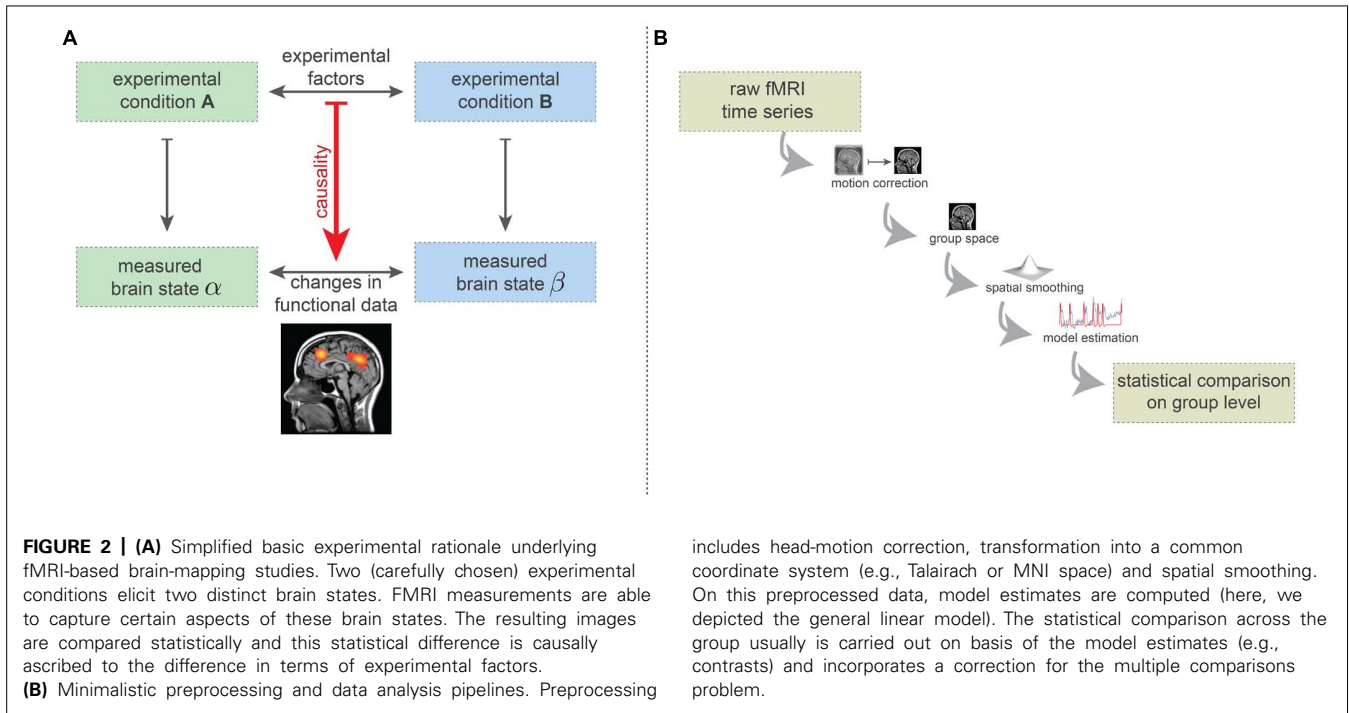 A
experimental
factors
experimental
condition A
experimental
condition B
causality
measured
brain state α
measured
brain state β
changes in
functional data
B
raw fMRI
time series
motion correction
group space
spatial smoothing
model estimation
statistical comparison
on group level
FIGURE 2 | (A) Simplified basic experimental rationale underlying
fMRI-based brain-mapping studies. Two (carefully chosen) experimental
conditions elicit two distinct brain states. FMRI measurements are able
to capture certain aspects of these brain states. The resulting images
are compared statistically and this statistical difference is causally
ascribed to the difference in terms of experimental factors.
(B) Minimalistic preprocessing and data analysis pipelines. Preprocessing
includes head-motion correction, transformation into a common
coordinate system (e.g., Talairach or MNI space) and spatial smoothing.
On this preprocessed data, model estimates are computed (here, we
depicted the general linear model). The statistical comparison across the
group usually is carried out on basis of the model estimates (e.g.,
contrasts) and incorporates a correction for the multiple comparisons
problem.